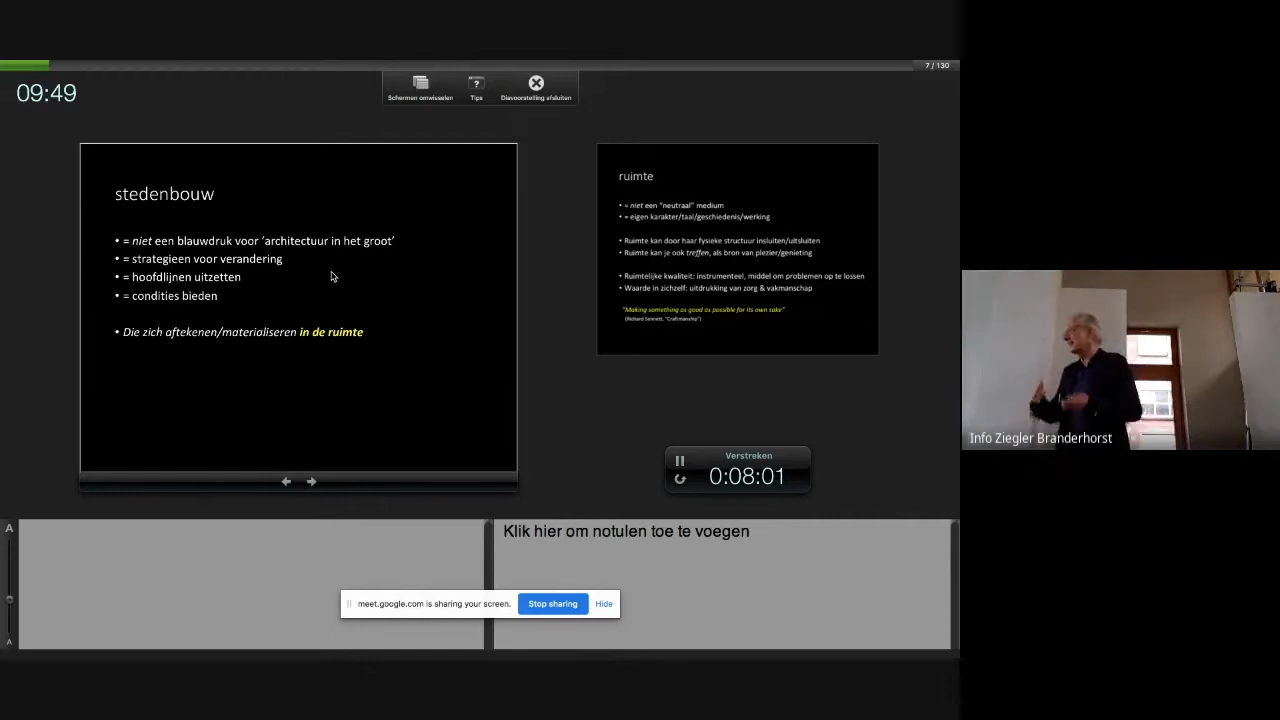 7 / 130
09:49
Schermen omwisselen
Tips
Diavoorstelling afsluiten
stedenbouw
• = niet een blauwdruk voor ‘architectuur in het groot’
• = strategieen voor verandering
• = hoofdlijnen uitzetten
• = condities bieden
• Die zich aftekenen/materialiseren in de ruimte
ruimte
• = niet een “neutraal” medium
• = eigen karakter/taal/geschiedenis/werking
• Ruimte kan door haar fysieke structuur insluiten/uitsluiten
• Ruimte kan je ook treffen, als bron van plezier/genieting
• Ruimtelijke kwaliteit: instrumenteel, middel om problemen op te lossen
• Waarde in zichzelf: uitdrukking van zorg & vakmanschap
“Making something as good as possible for its own sake”
(Richard Sennett, “Craftmanship”)
Info Ziegler Branderhorst
Verstreken
0:08:01
A
Klik hier om notulen toe te voegen
meet.google.com is sharing your screen.
Stop sharing
Hide
A